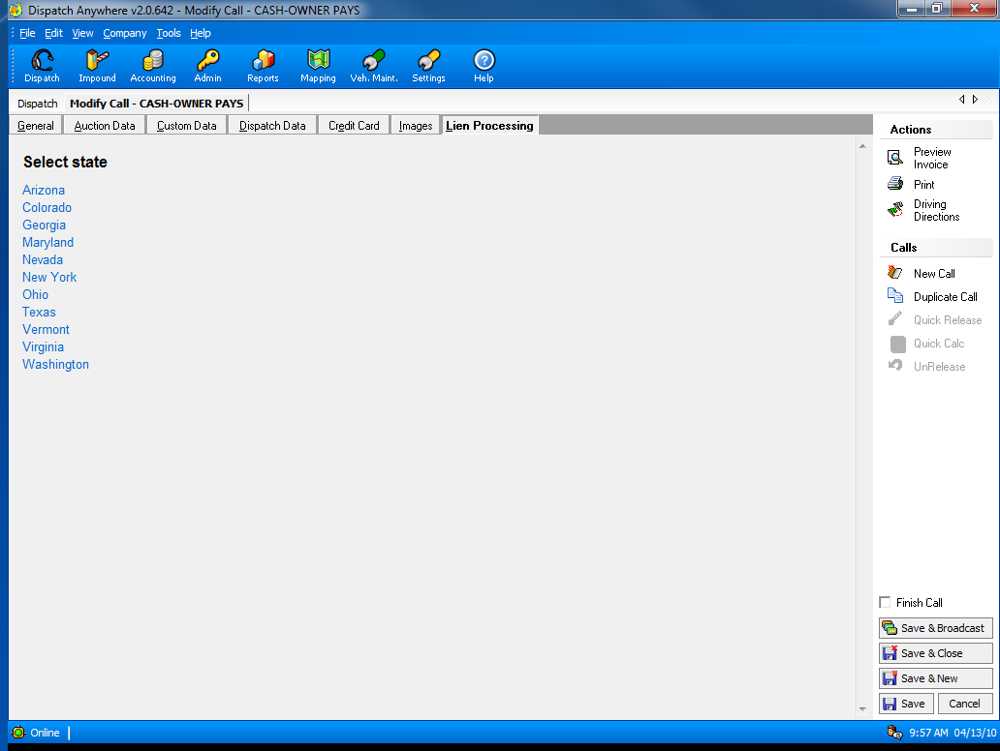 Dispatch Anywhere v2.0.642 - Modify Call - CASH-OWNER PAYS
File Edit View Company Tools Help
Dispatch Impound Accounting Admin Reports Mapping Veh. Maint. Settings Help
Dispatch Modify Call - CASH-OWNER PAYS
General Auction Data Custom Data Dispatch Data Credit Card Images Lien Processing
Select state
Arizona
Colorado
Georgia
Maryland
Nevada
New York
Ohio
Texas
Vermont
Virginia
Washington
Actions
Preview
Invoice
Print
Driving
Directions
Calls
New Call
Duplicate Call
Quick Release
Quick Calc
UnRelease
Finish Call
Save & Broadcast
Save & Close
Save & New
Save Cancel
Online 9:57 AM 04/13/10